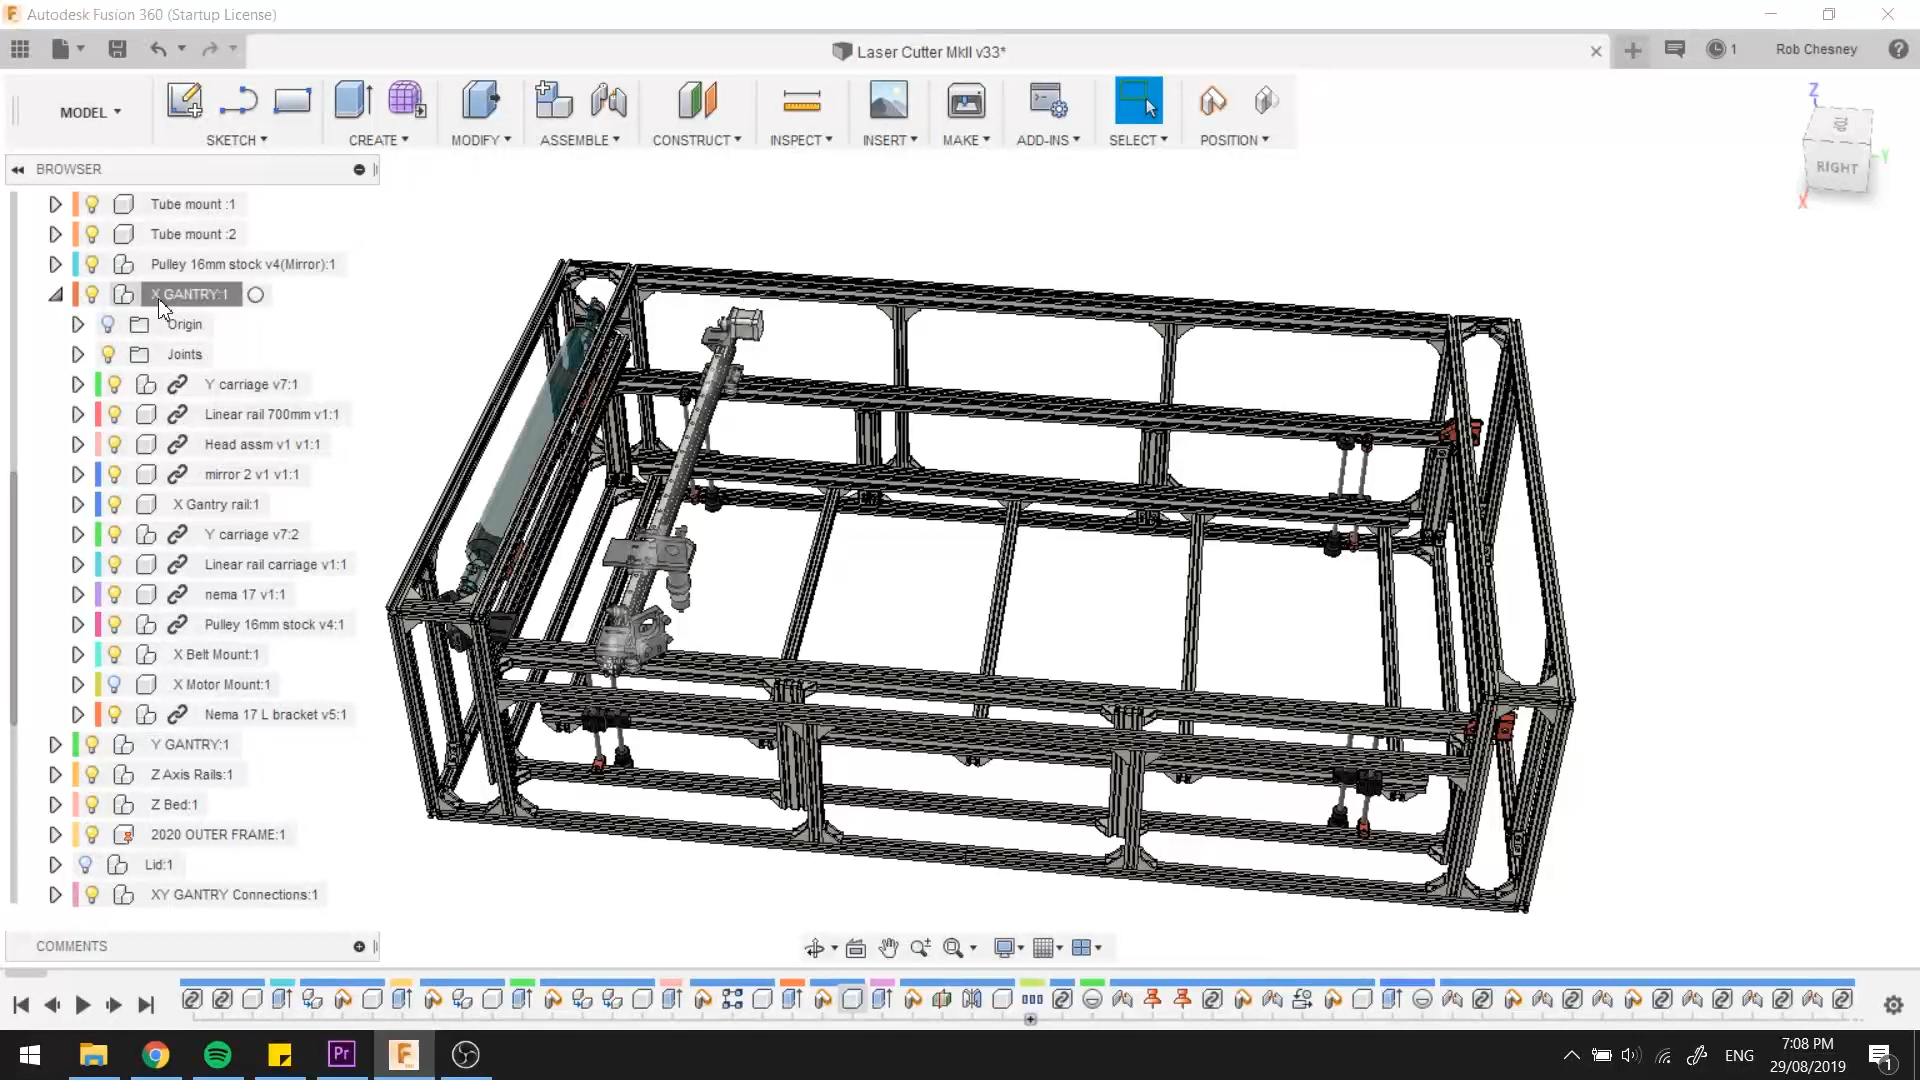 Autodesk Fusion 360 (Startup License)
Laser Cutter MkII v33*
1
Rob Chesney
MODEL
SKETCH
CREATE
MODIFY
ASSEMBLE
CONSTRUCT
INSPECT
INSERT
MAKE
ADD-INS
SELECT
POSITION
Z
TOP
RIGHT
Y
X
BROWSER
Tube mount :1
Tube mount :2
Pulley 16mm stock v4(Mirror):1
X GANTRY:1
Origin
Joints
Y carriage v7:1
Linear rail 700mm v1:1
Head assm v1 v1:1
mirror 2 v1 v1:1
X Gantry rail:1
Y carriage v7:2
Linear rail carriage v1:1
nema 17 v1:1
Pulley 16mm stock v4:1
X Belt Mount:1
X Motor Mount:1
Nema 17 L bracket v5:1
Y GANTRY:1
Z Axis Rails:1
Z Bed:1
2020 OUTER FRAME:1
Lid:1
XY GANTRY Connections:1
COMMENTS
Pr
F
ENG
7:08 PM
29/08/2019
1